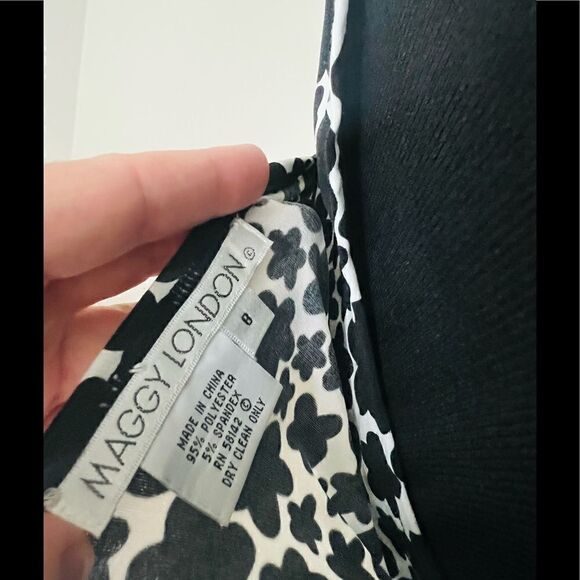 MAGGY LONDON ©
8
MADE IN CHINA
95% POLYESTER
5% SPANDEX
RN 58142 ©
DRY CLEAN ONLY